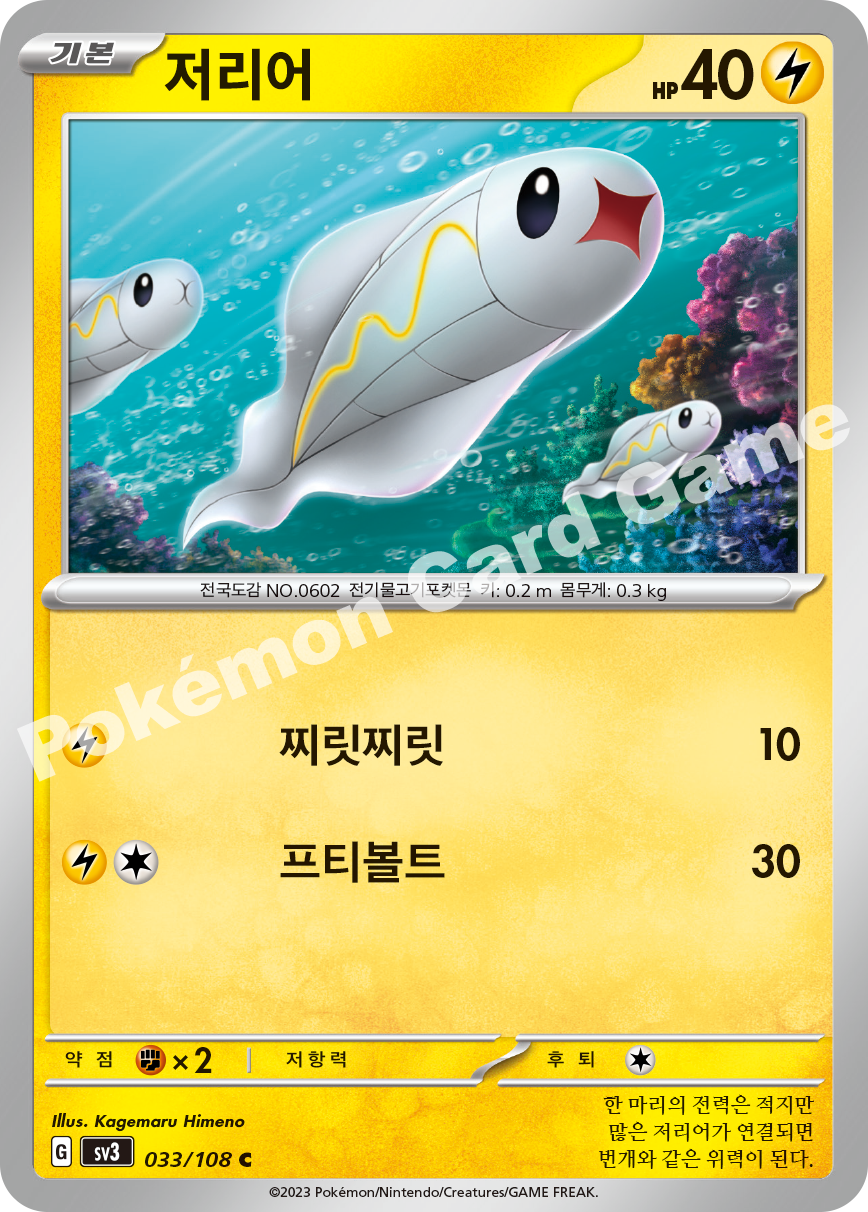 기본 저리어 HP 40
전국도감 NO.0602 전기물고기포켓몬 키: 0.2 m 몸무게: 0.3 kg
Pokémon Card Game
찌릿찌릿 10
프티볼트 30
약점 ×2 저항력 후퇴
Illus. Kagemaru Himeno
G sv3 033/108 C
한 마리의 전력은 적지만
많은 저리어가 연결되면
번개와 같은 위력이 된다.
©2023 Pokémon/Nintendo/Creatures/GAME FREAK.